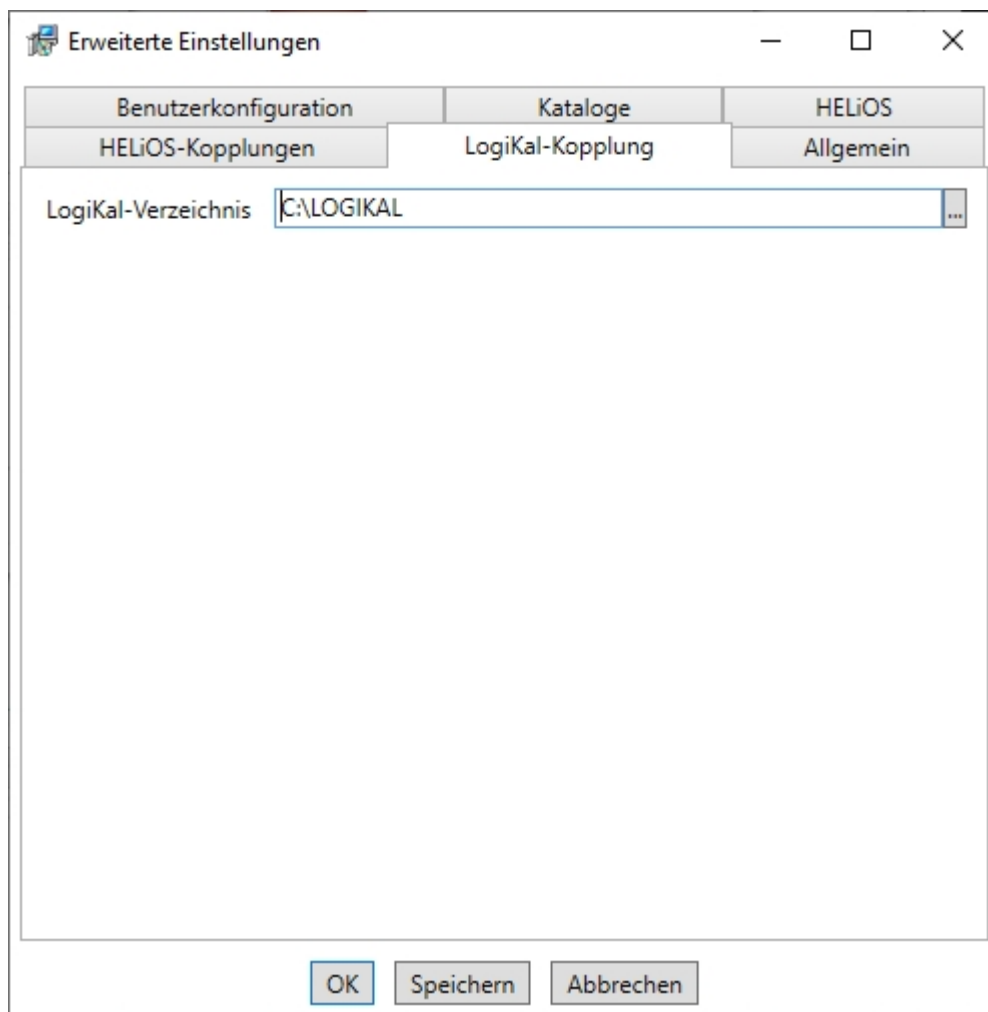 Erweiterte Einstellungen
Benutzerkonfiguration Kataloge HELiOS
HELiOS-Kopplungen LogiKal-Kopplung Allgemein
LogiKal-Verzeichnis C:\LOGIKAL ...
OK Speichern Abbrechen